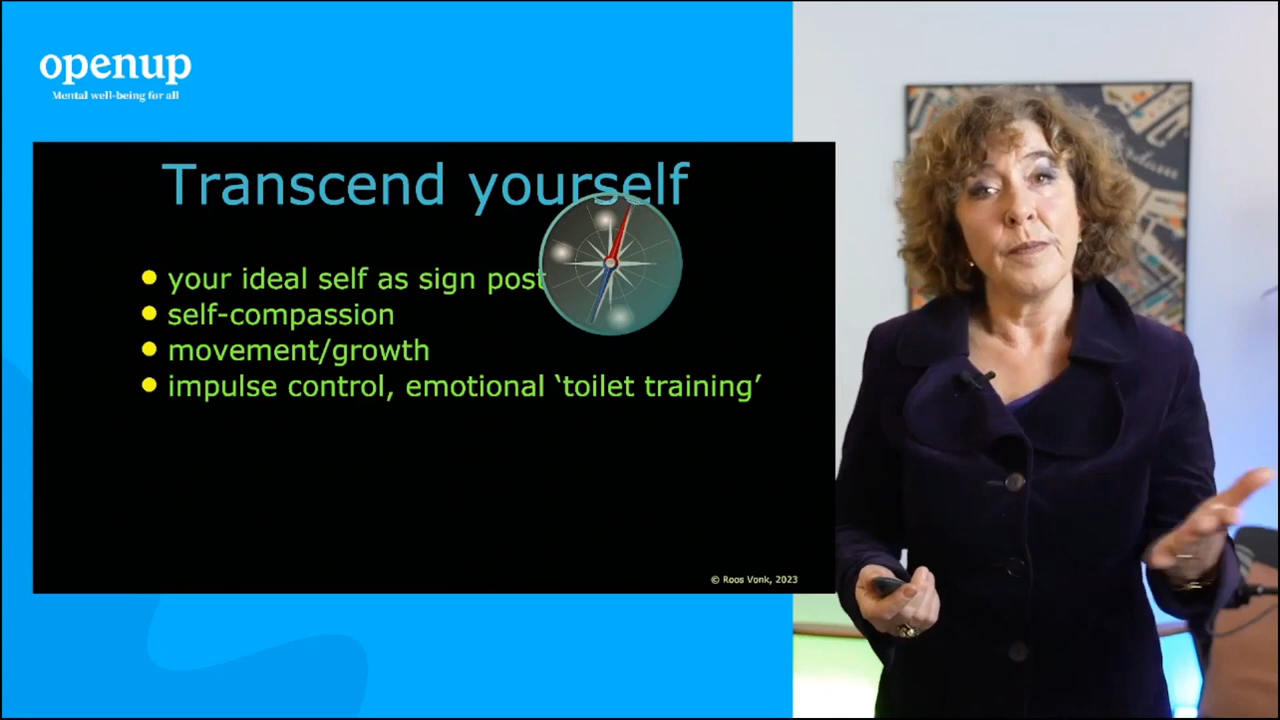 openup
Mental well-being for all
Transcend yourself
your ideal self as sign post
self-compassion
movement/growth
impulse control, emotional ‘toilet training’
© Roos Vonk, 2023